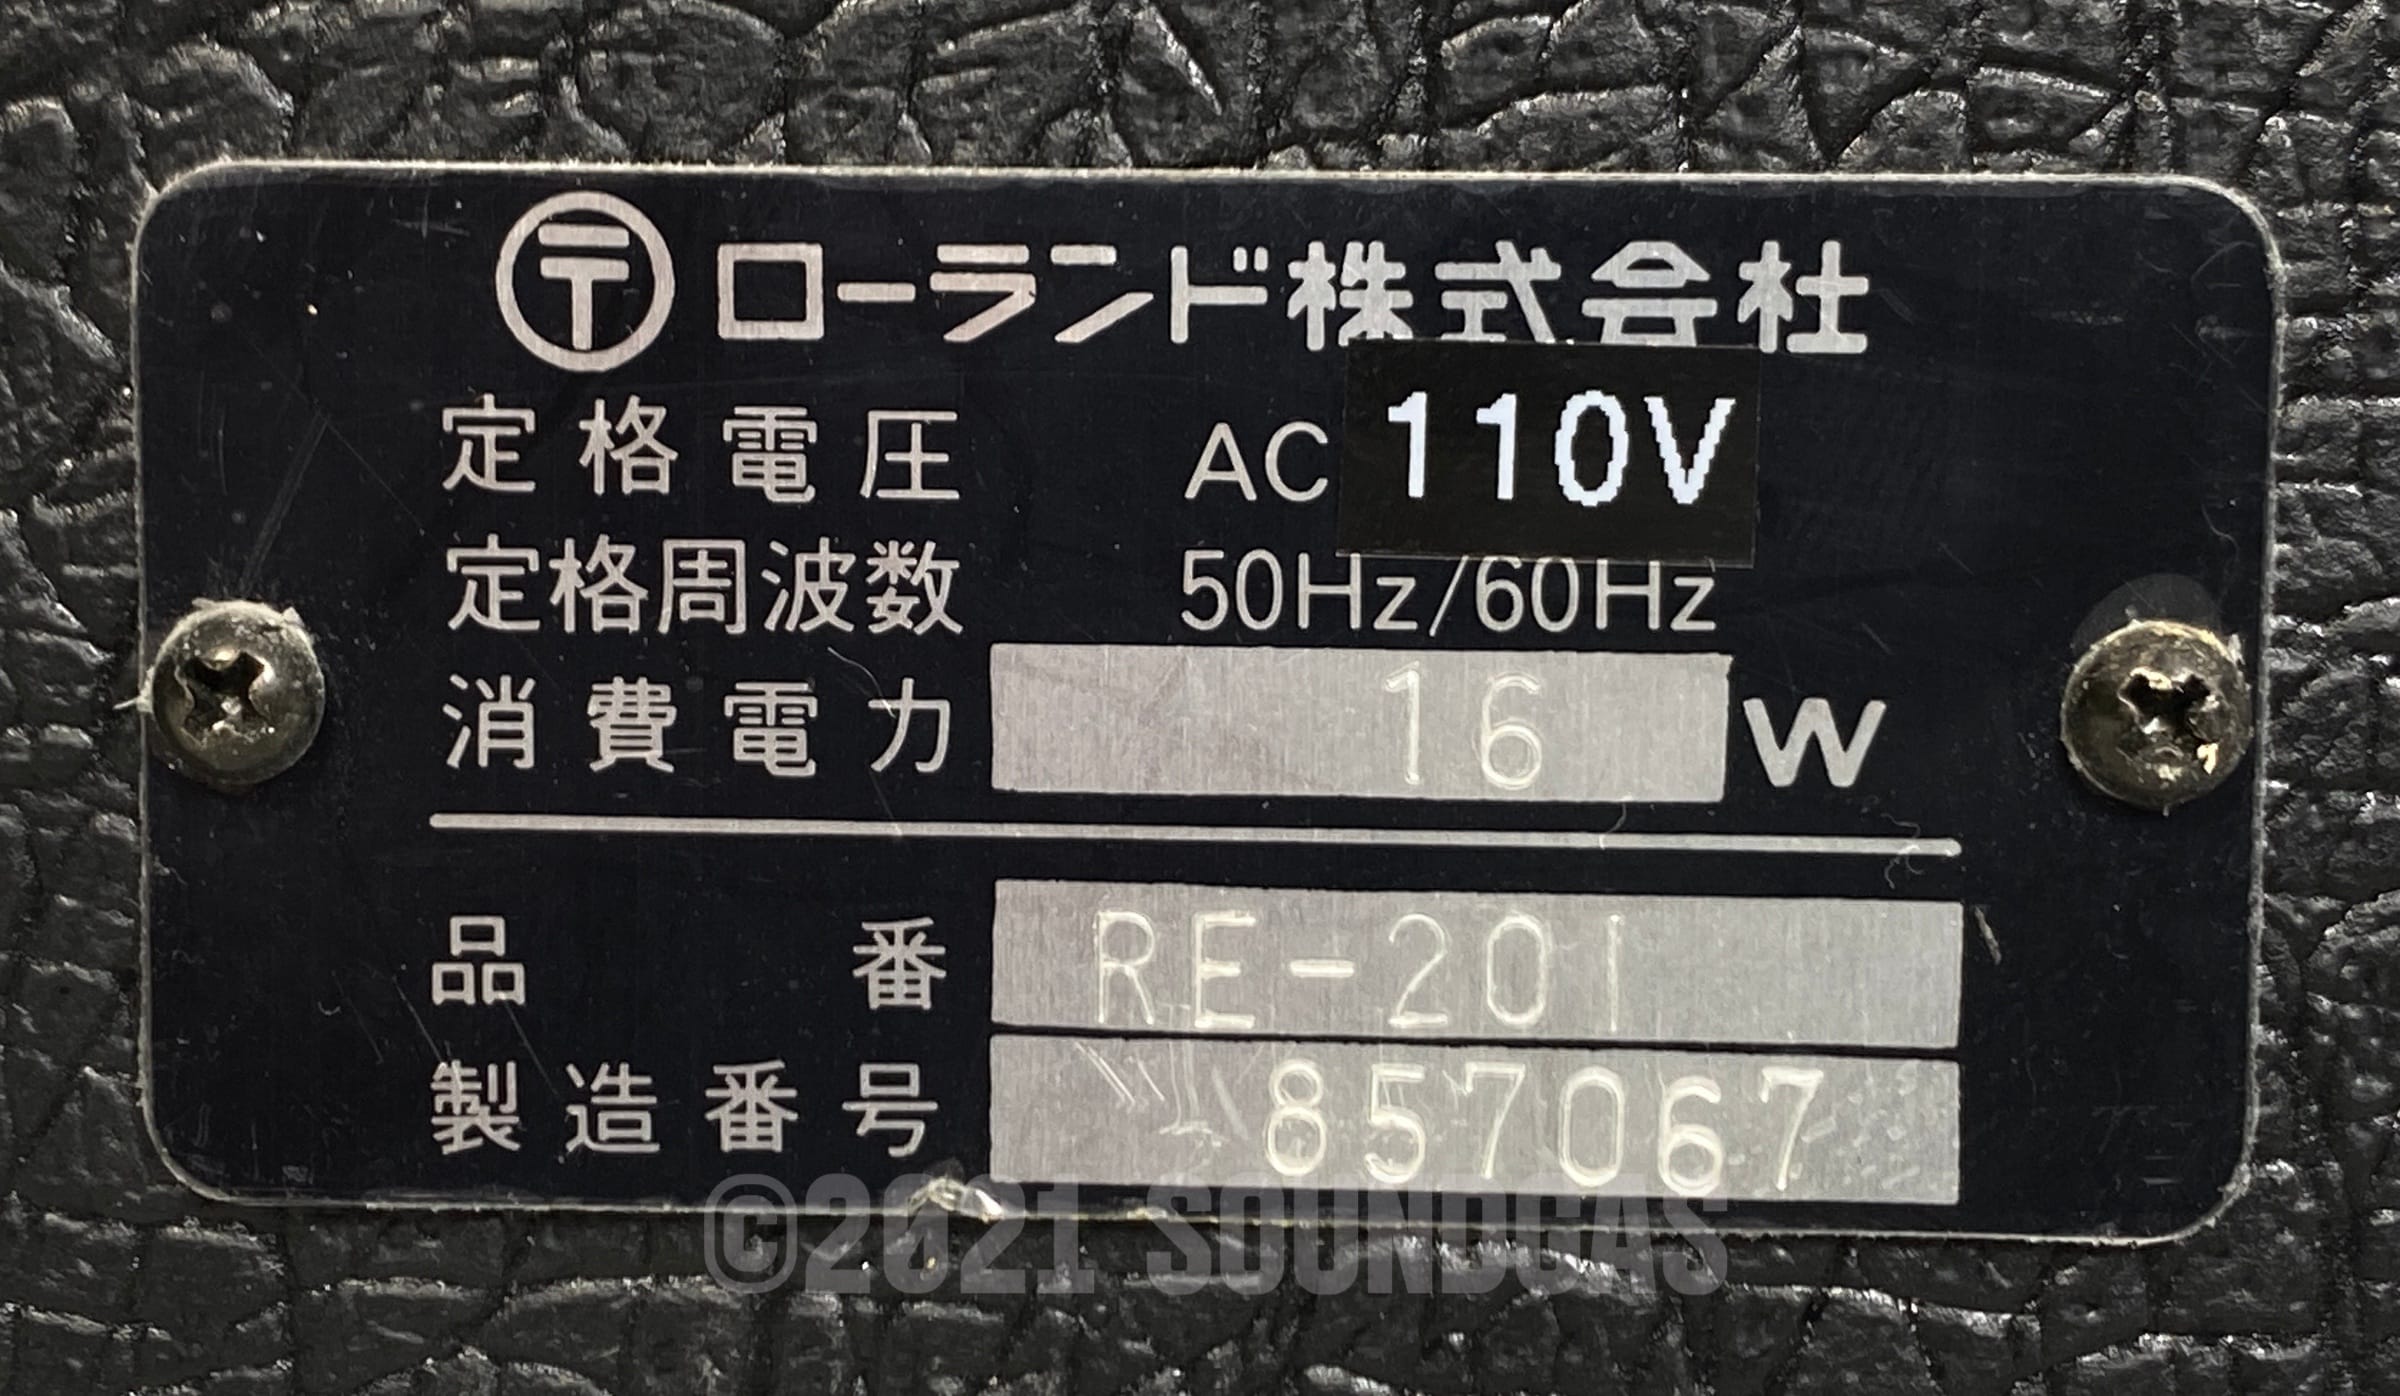 〒 ローランド株式会社
定格電圧 AC 110V
定格周波数 50Hz/60Hz
消費電力 16 W
品番 RE-201
製造番号 857067
©2021 SOUNDGAS